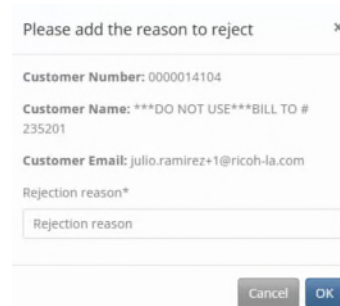 Please add the reason to reject ×
Customer Number: 0000014104
Customer Name: ***DO NOT USE***BILL TO #
235201
Customer Email: julio.ramirez+1@ricoh-la.com
Rejection reason*
Rejection reason
Cancel OK